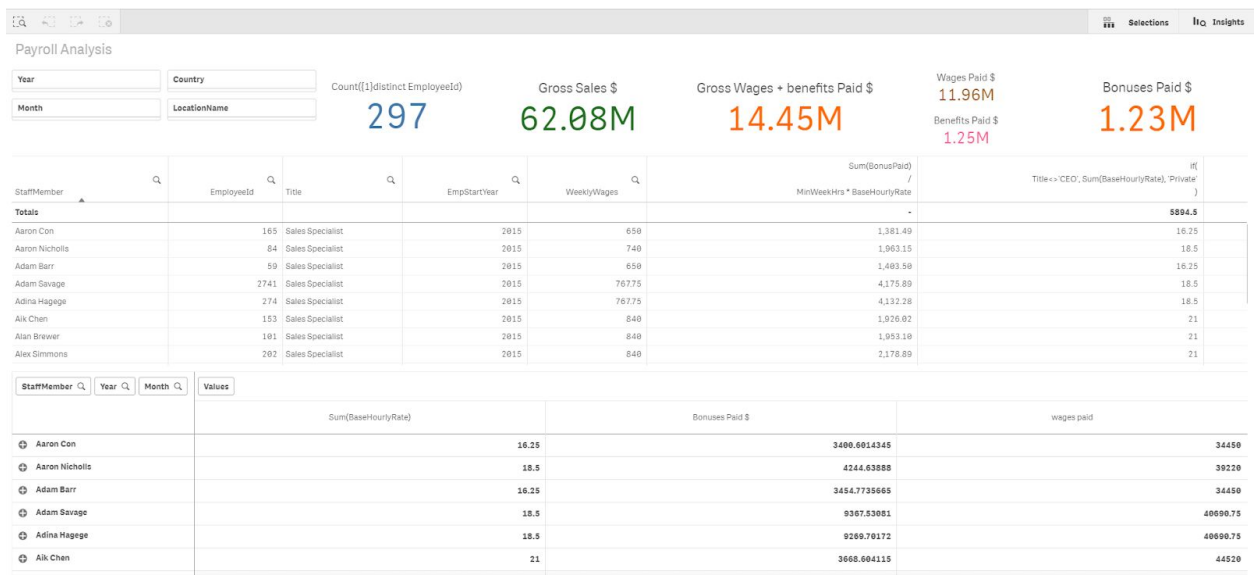 Selections Insights
Payroll Analysis
Year Country
Month LocationName
Count({1}distinct EmployeeId)
297
Gross Sales $
62.08M
Gross Wages + benefits Paid $
14.45M
Wages Paid $
11.96M
Benefits Paid $
1.25M
Bonuses Paid $
1.23M
StaffMember EmployeeId Title EmpStartYear WeeklyWages
Sum(BonusPaid)
/
MinWeekHrs * BaseHourlyRate
If(
Title<>'CEO', Sum(BaseHourlyRate), 'Private'
)
Totals - 5894.5
Aaron Con 165 Sales Specialist 2015 650 1,381.49 16.25
Aaron Nicholls 84 Sales Specialist 2015 740 1,963.15 18.5
Adam Barr 59 Sales Specialist 2015 650 1,403.50 16.25
Adam Savage 2741 Sales Specialist 2015 767.75 4,175.89 18.5
Adina Hagege 274 Sales Specialist 2015 767.75 4,132.28 18.5
Aik Chen 153 Sales Specialist 2015 840 1,926.02 21
Alan Brewer 101 Sales Specialist 2015 840 1,953.10 21
Alex Simmons 202 Sales Specialist 2015 840 2,178.89 21
StaffMember Year Month Values
Sum(BaseHourlyRate) Bonuses Paid $ wages paid
Aaron Con 16.25 3400.6014345 34450
Aaron Nicholls 18.5 4244.63888 39220
Adam Barr 16.25 3454.7735665 34450
Adam Savage 18.5 9367.53081 40690.75
Adina Hagege 18.5 9269.70172 40690.75
Aik Chen 21 3668.604115 44520